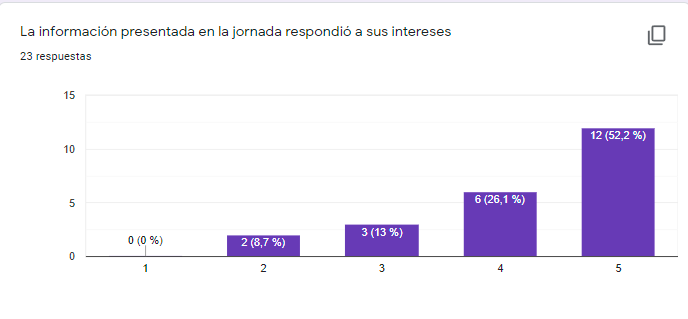 La información presentada en la jornada respondió a sus intereses
23 respuestas
15
10
5
0
0 (0 %)
2 (8,7 %)
3 (13 %)
6 (26,1 %)
12 (52,2 %)
1
2
3
4
5